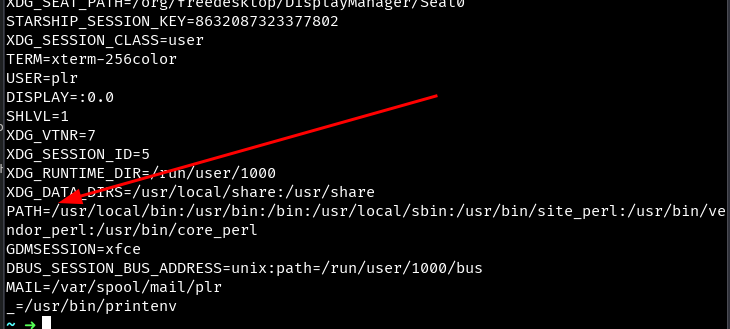 XDG_SEAT_PATH=/org/freedesktop/DisplayManager/Seat0
STARSHIP_SESSION_KEY=8632087323377802
XDG_SESSION_CLASS=user
TERM=xterm-256color
USER=plr
DISPLAY=:0.0
SHLVL=1
XDG_VTNR=7
XDG_SESSION_ID=5
XDG_RUNTIME_DIR=/run/user/1000
XDG_DATA_DIRS=/usr/local/share:/usr/share
PATH=/usr/local/bin:/usr/bin:/bin:/usr/local/sbin:/usr/bin/site_perl:/usr/bin/ve
ndor_perl:/usr/bin/core_perl
GDMSESSION=xfce
DBUS_SESSION_BUS_ADDRESS=unix:path=/run/user/1000/bus
MAIL=/var/spool/mail/plr
_=/usr/bin/printenv
~ →